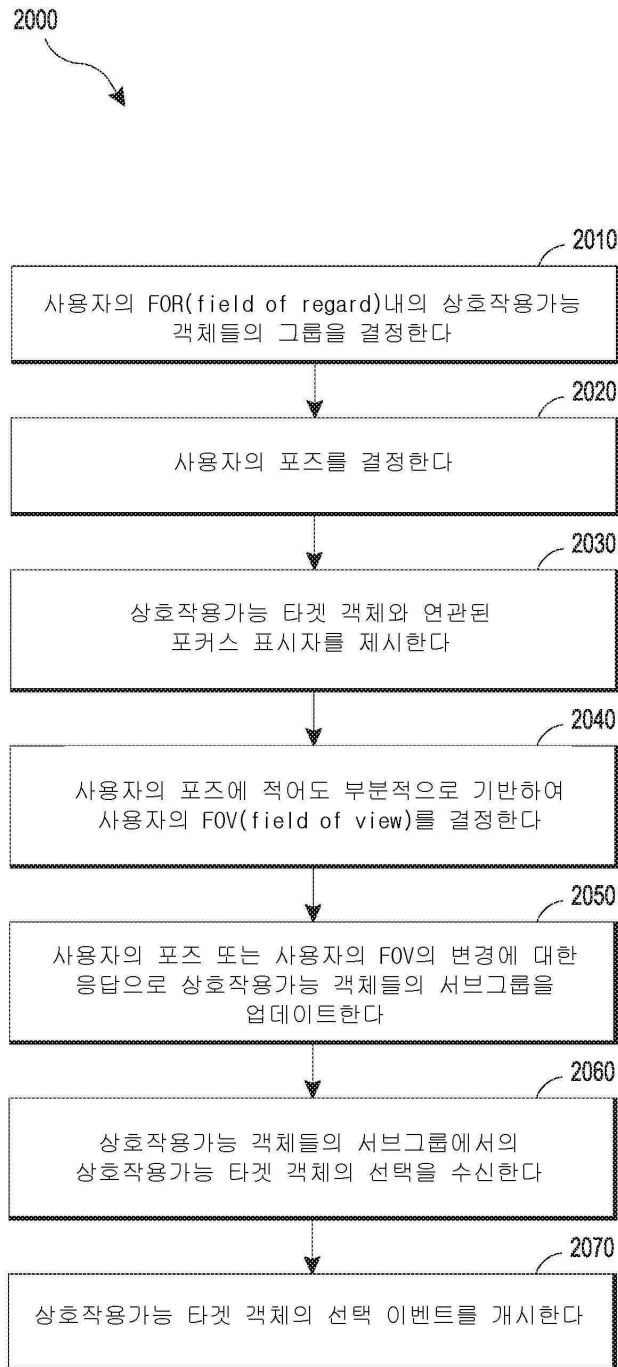 2000
2010
사용자의 FOR(field of regard)내의 상호작용가능
객체들의 그룹을 결정한다
2020
사용자의 포즈를 결정한다
2030
상호작용가능 타겟 객체와 연관된
포커스 표시자를 제시한다
2040
사용자의 포즈에 적어도 부분적으로 기반하여
사용자의 FOV(field of view)를 결정한다
2050
사용자의 포즈 또는 사용자의 FOV의 변경에 대한
응답으로 상호작용가능 객체들의 서브그룹을
업데이트한다
2060
상호작용가능 객체들의 서브그룹에서의
상호작용가능 타겟 객체의 선택을 수신한다
2070
상호작용가능 타겟 객체의 선택 이벤트를 개시한다